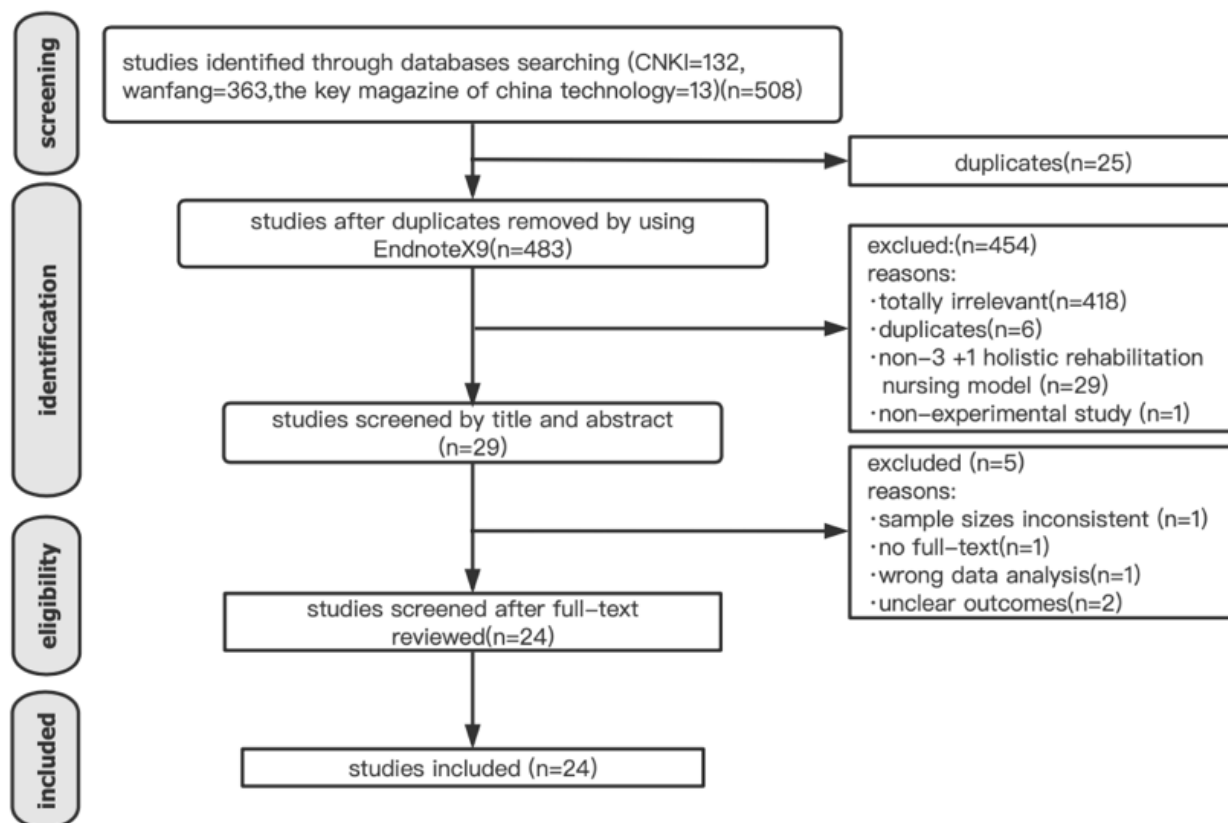 screening
studies identified through databases searching (CNKI=132,
wanfang=363,the key magazine of china technology=13)(n=508)
duplicates(n=25)
identification
studies after duplicates removed by using
EndnoteX9(n=483)
exclued:(n=454)
reasons:
·totally irrelevant(n=418)
·duplicates(n=6)
·non-3 +1 holistic rehabilitation
nursing model (n=29)
·non-experimental study (n=1)
studies screened by title and abstract
(n=29)
excluded (n=5)
reasons:
·sample sizes inconsistent (n=1)
·no full-text(n=1)
·wrong data analysis(n=1)
·unclear outcomes(n=2)
eligibility
studies screened after full-text
reviewed(n=24)
included
studies included (n=24)